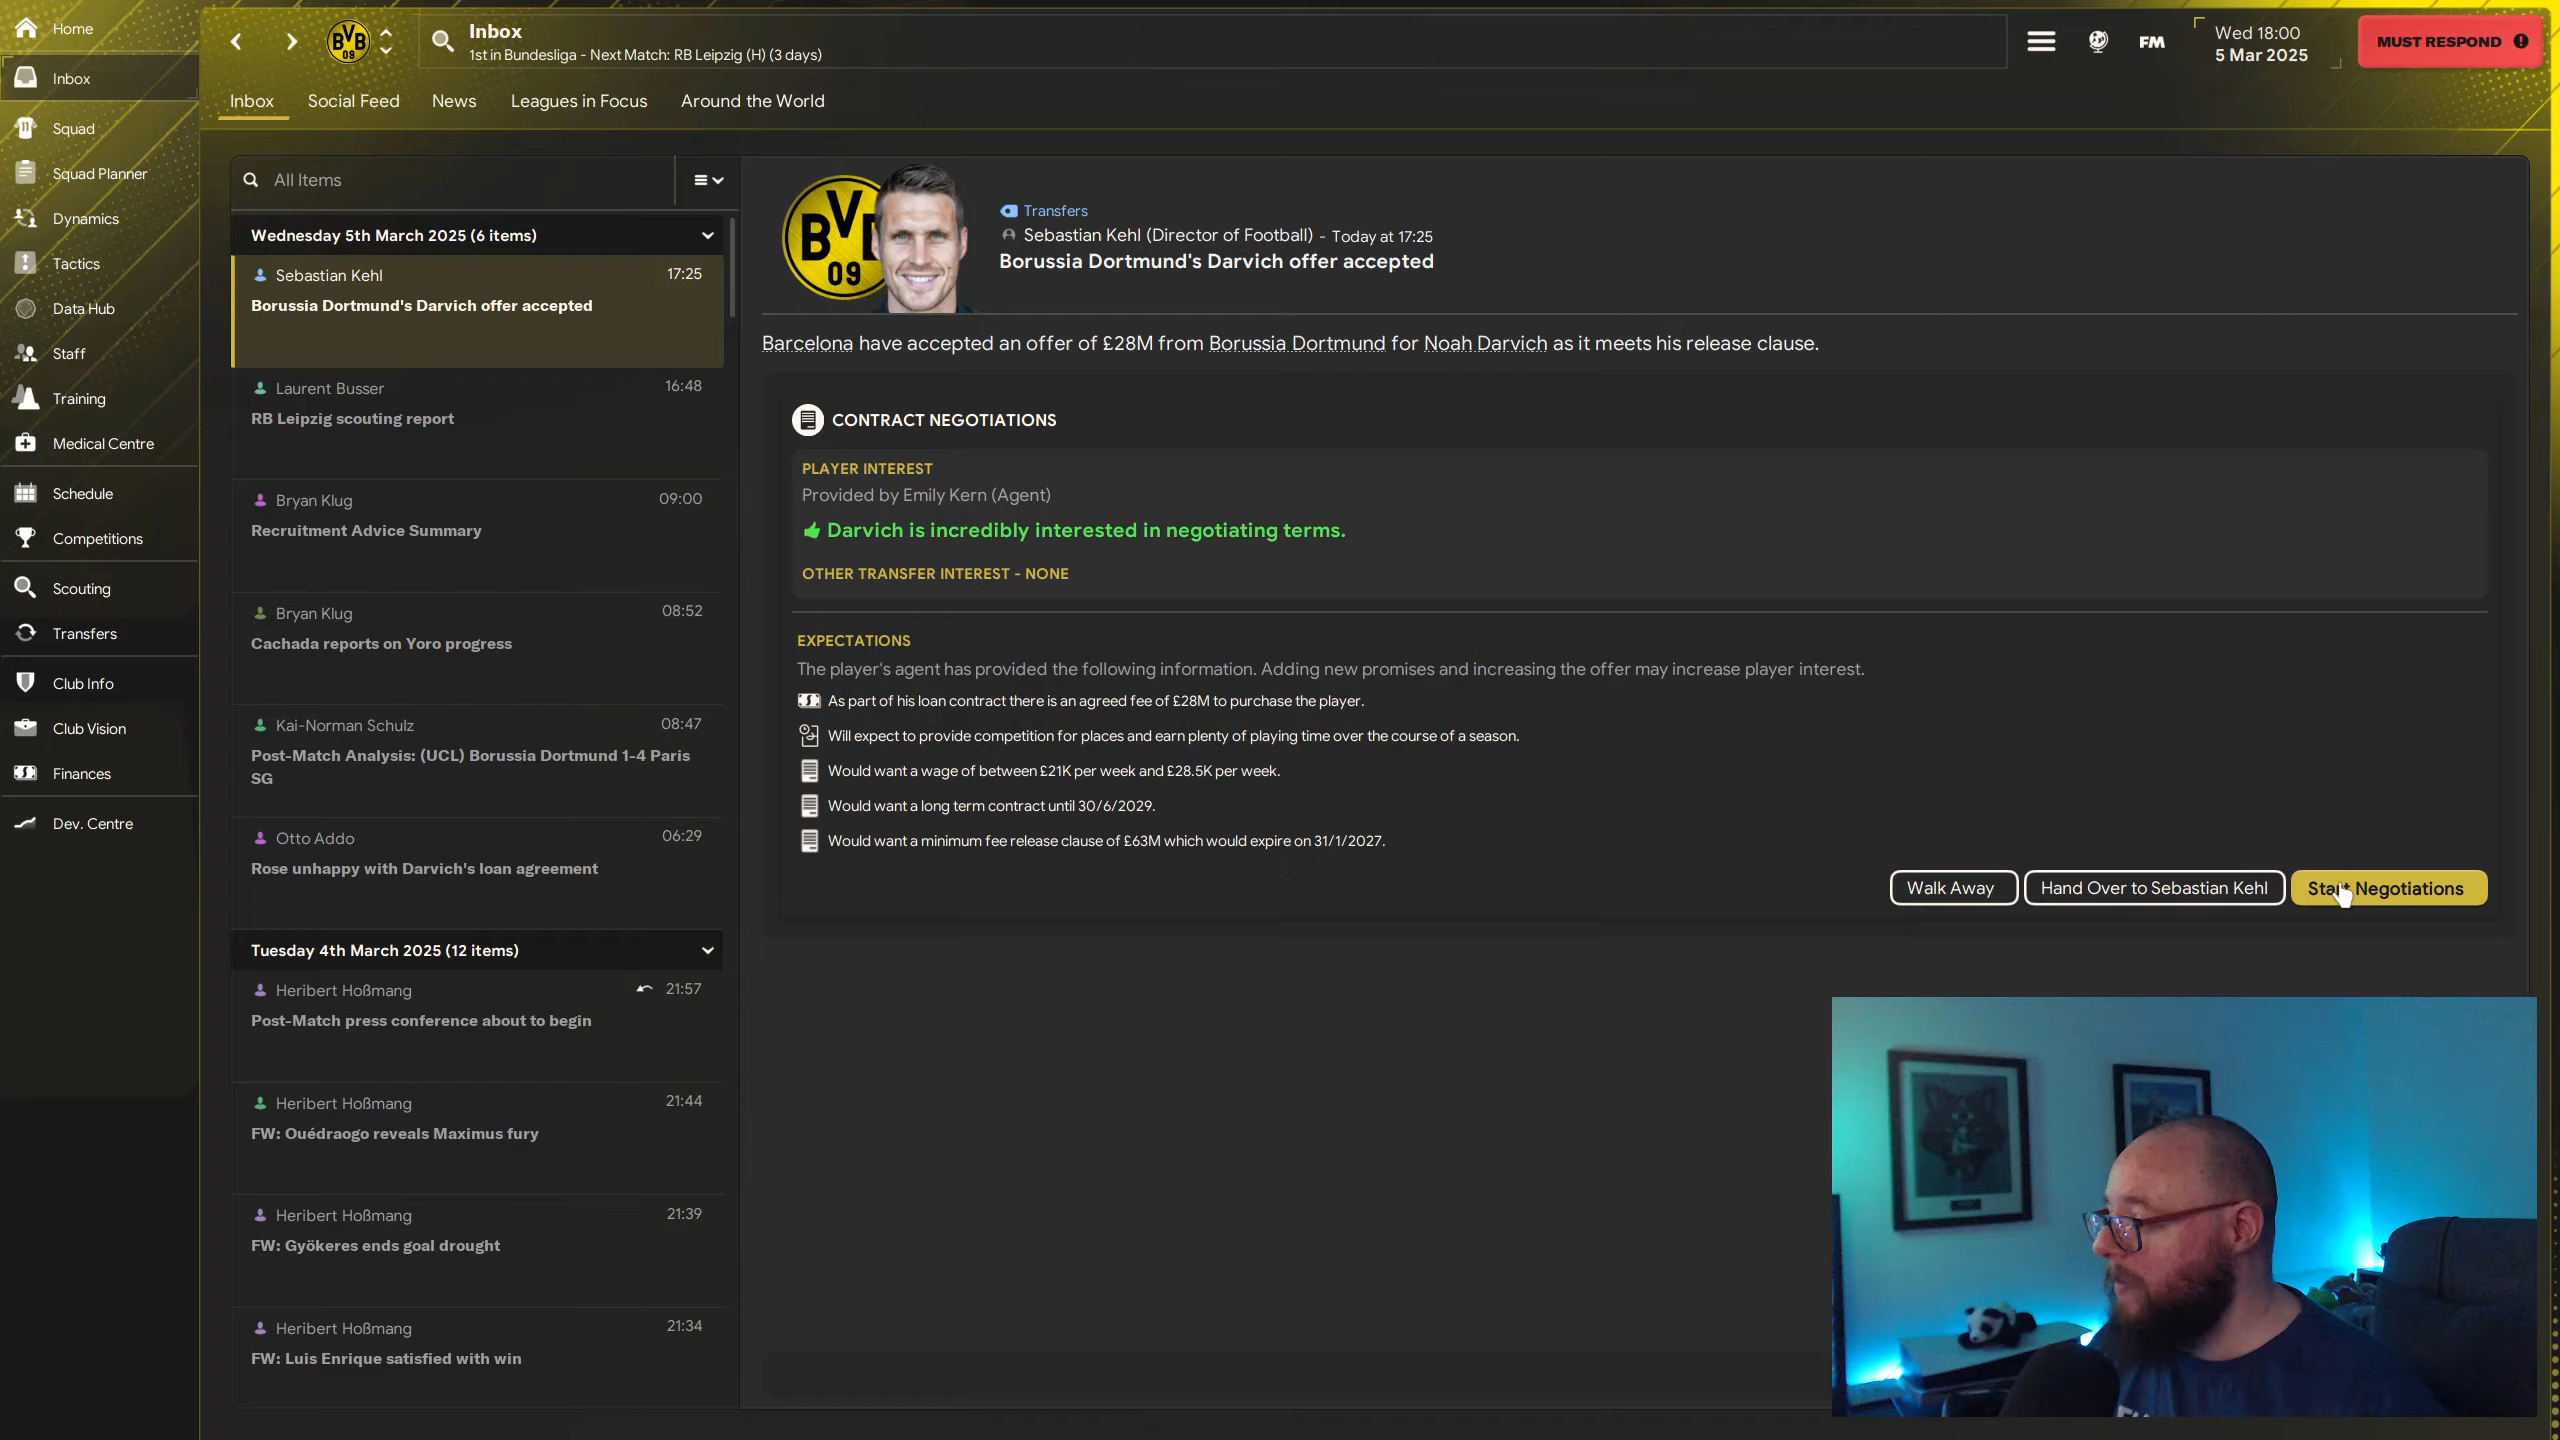 Home
Inbox
Squad
Squad Planner
Dynamics
Tactics
Data Hub
Staff
Training
Medical Centre
Schedule
Competitions
Scouting
Transfers
Club Info
Club Vision
Finances
Dev. Centre
BVB
09
Inbox
1st in Bundesliga - Next Match: RB Leipzig (H) (3 days)
FM
Wed 18:00
5 Mar 2025
MUST RESPOND
Inbox
Social Feed
News
Leagues in Focus
Around the World
All Items
Wednesday 5th March 2025 (6 items)
Sebastian Kehl
17:25
Borussia Dortmund's Darvich offer accepted
Laurent Busser
16:48
RB Leipzig scouting report
Bryan Klug
09:00
Recruitment Advice Summary
Bryan Klug
08:52
Cachada reports on Yoro progress
Kai-Norman Schulz
08:47
Post-Match Analysis: (UCL) Borussia Dortmund 1-4 Paris
SG
Otto Addo
06:29
Rose unhappy with Darvich's loan agreement
Tuesday 4th March 2025 (12 items)
Heribert Hoßmang
21:57
Post-Match press conference about to begin
Heribert Hoßmang
21:44
FW: Ouédraogo reveals Maximus fury
Heribert Hoßmang
21:39
FW: Gyökeres ends goal drought
Heribert Hoßmang
21:34
FW: Luis Enrique satisfied with win
BV
09
Transfers
Sebastian Kehl (Director of Football) - Today at 17:25
Borussia Dortmund's Darvich offer accepted
Barcelona have accepted an offer of £28M from Borussia Dortmund for Noah Darvich as it meets his release clause.
CONTRACT NEGOTIATIONS
PLAYER INTEREST
Provided by Emily Kern (Agent)
Darvich is incredibly interested in negotiating terms.
OTHER TRANSFER INTEREST - NONE
EXPECTATIONS
The player's agent has provided the following information. Adding new promises and increasing the offer may increase player interest.
As part of his loan contract there is an agreed fee of £28M to purchase the player.
Will expect to provide competition for places and earn plenty of playing time over the course of a season.
Would want a wage of between £21K per week and £28.5K per week.
Would want a long term contract until 30/6/2029.
Would want a minimum fee release clause of £63M which would expire on 31/1/2027.
Walk Away
Hand Over to Sebastian Kehl
Start Negotiations